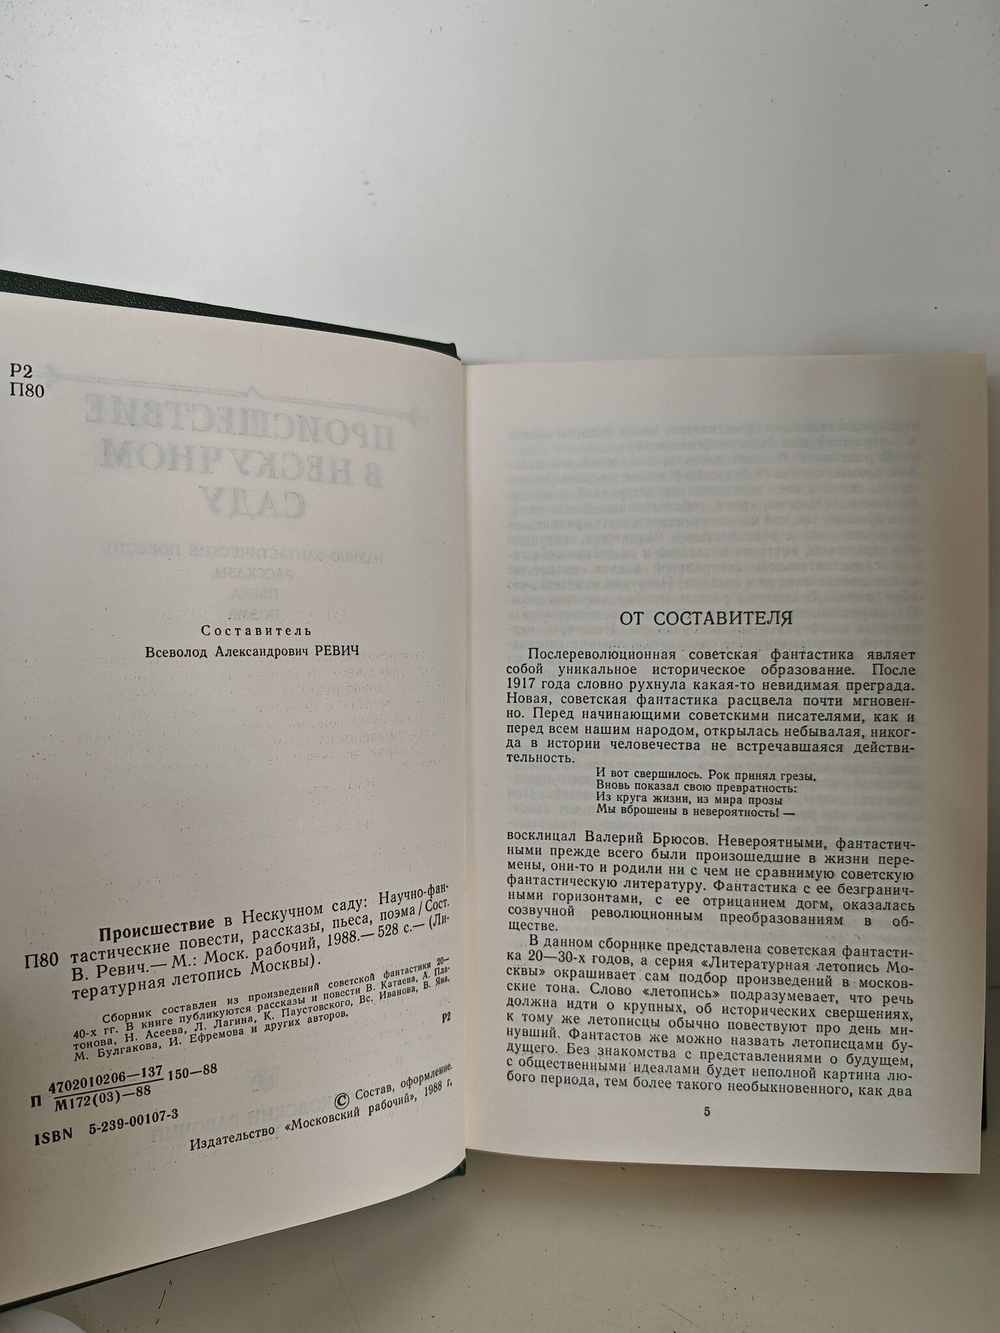 Р2
П80
Составитель
Всеволод Александрович РЕВИЧ
Происшествие в Нескучном саду: Научно-фан-
П80 тастические повести, рассказы, пьеса, поэма/Сост.
В. Ревич.— М.: Моск. рабочий, 1988.— 528 с.— (Ли-
тературная летопись Москвы).
Сборник составлен из произведений советской фантастики 20—
40-х гг. В книге публикуются рассказы и повести В. Катаева, А. Пла-
тонова, Н. Асеева, Л. Лагина, К. Паустовского, Вс. Иванова, В. Яна,
М. Булгакова, И. Ефремова и других авторов.
Р2
П 4702010206—137
М172(03)—88
150—88
ISBN 5-239-00107-3
© Состав, оформление.
Издательство «Московский рабочий», 1988 г.
ОТ СОСТАВИТЕЛЯ
Послереволюционная советская фантастика являет
собой уникальное историческое образование. После
1917 года словно рухнула какая-то невидимая преграда.
Новая, советская фантастика расцвела почти мгновен-
но. Перед начинающими советскими писателями, как и
перед всем нашим народом, открылась небывалая, никог-
да в истории человечества не встречавшаяся действи-
тельность.
И вот свершилось. Рок принял грезы,
Вновь показал свою превратность:
Из круга жизни, из мира прозы
Мы вброшены в невероятность! —
восклицал Валерий Брюсов. Невероятными, фантастич-
ными прежде всего были произошедшие в жизни пере-
мены, они-то и родили ни с чем не сравнимую советскую
фантастическую литературу. Фантастика с ее безгранич-
ными горизонтами, с ее отрицанием догм, оказалась
созвучной революционным преобразованиям в об-
ществе.
В данном сборнике представлена советская фантасти-
ка 20—30-х годов, а серия «Литературная летопись Мо-
сквы» окрашивает сам подбор произведений в москов-
ские тона. Слово «летопись» подразумевает, что речь
должна идти о крупных, об исторических свершениях,
к тому же летописцы обычно повествуют про день ми-
нувший. Фантастов же можно назвать летописцами бу-
дущего. Без знакомства с представлениями о будущем,
с общественными идеалами будет неполной картина лю-
бого периода, тем более такого необыкновенного, как два
5